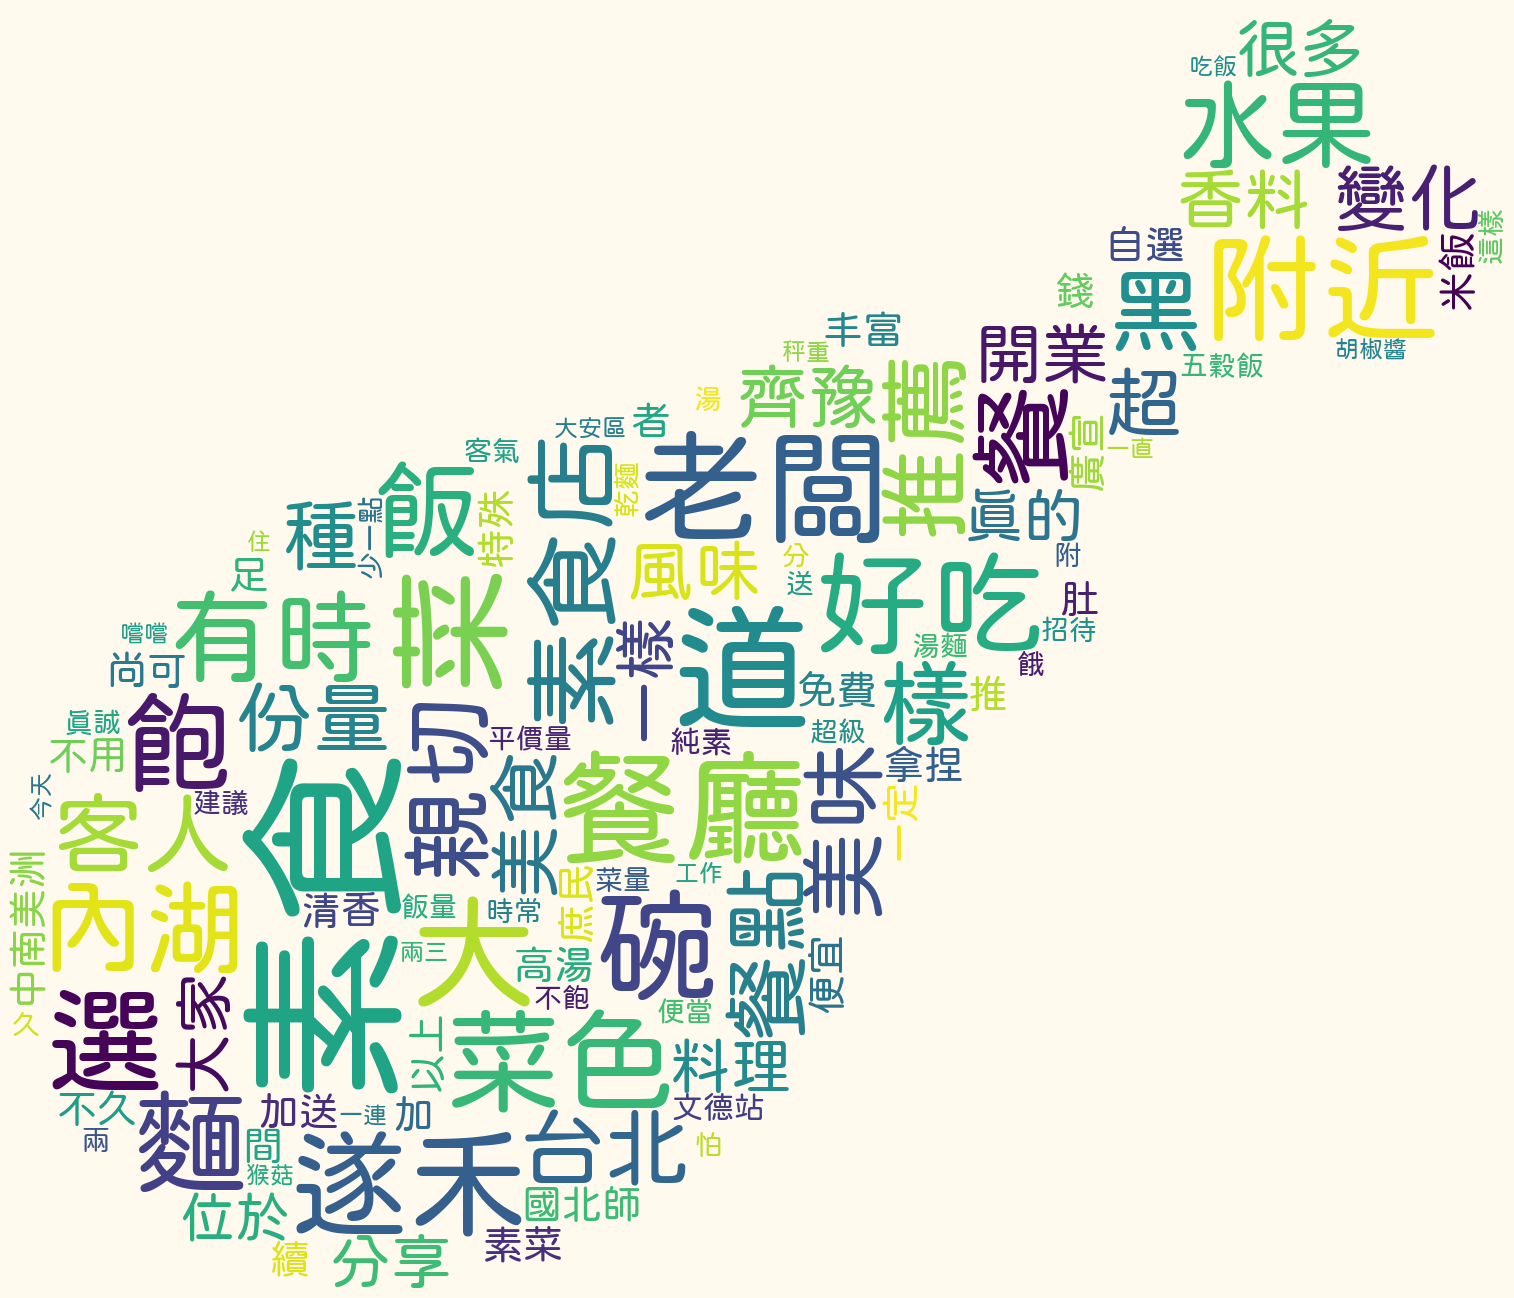 很多
吃飯
水果
香料
變化
這樣
自選
附近
米飯
黑
錢
丰富
胡椒醬
秤重
開業
五穀飯
齊豫
推薦
超
湯
餐
大安區
者
廣宣
一直
客氣
店
老闆
乾麵
飯
特殊
真的
種
少一點
住
素食
風味
分
附
足
送
好吃
肚
有時
菜
嚐嚐
一樣
道
招待
湯麵
餓
尚可
免費
樣
推
份量
飽
真誠
親切
平價量
純素
超級
不用
美食
餐廳
美味
拿捏
今天
建議
一定
客人
素食
中南美洲
菜量
工作
內湖
清香
飯量
時常
庶民
餐點
大
碗
兩三
高湯
便宜
選
大家
不飽
便當
久
以上
菜色
料理
不久
麵
加送
一連
加
文德站
兩
間
遂禾
台北
怕
猴菇
位於
國北師
素菜
續
分享